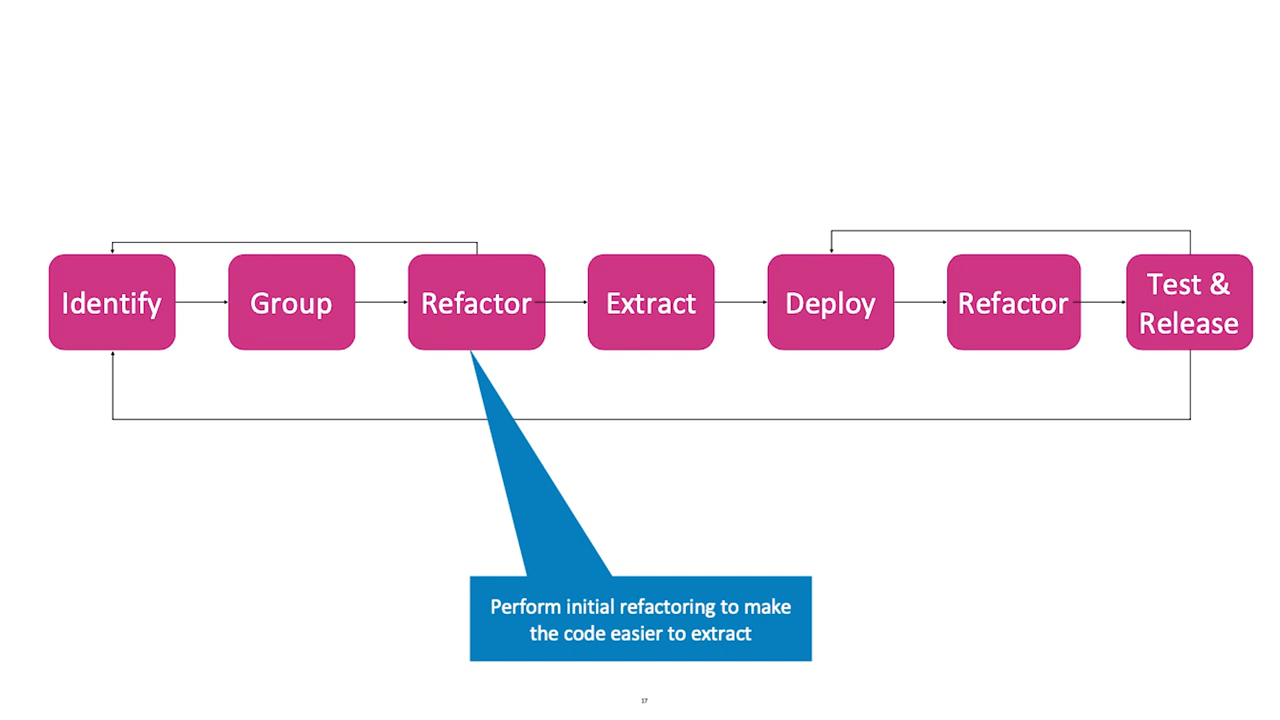 Identify
Group
Refactor
Extract
Deploy
Refactor
Test &
Release
Perform initial refactoring to make
the code easier to extract
17